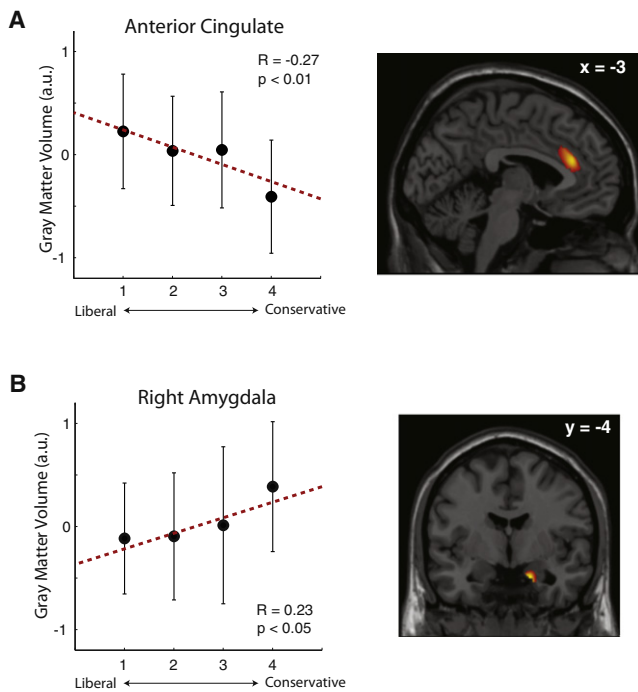 A
Anterior Cingulate
R = -0.27
p < 0.01
x = -3
Gray Matter Volume (a.u.)
1
0
-1
1 2 3 4
Liberal Conservative
B
Right Amygdala
y = -4
Gray Matter Volume (a.u.)
1
0
-1
R = 0.23
p < 0.05
1 2 3 4
Liberal Conservative